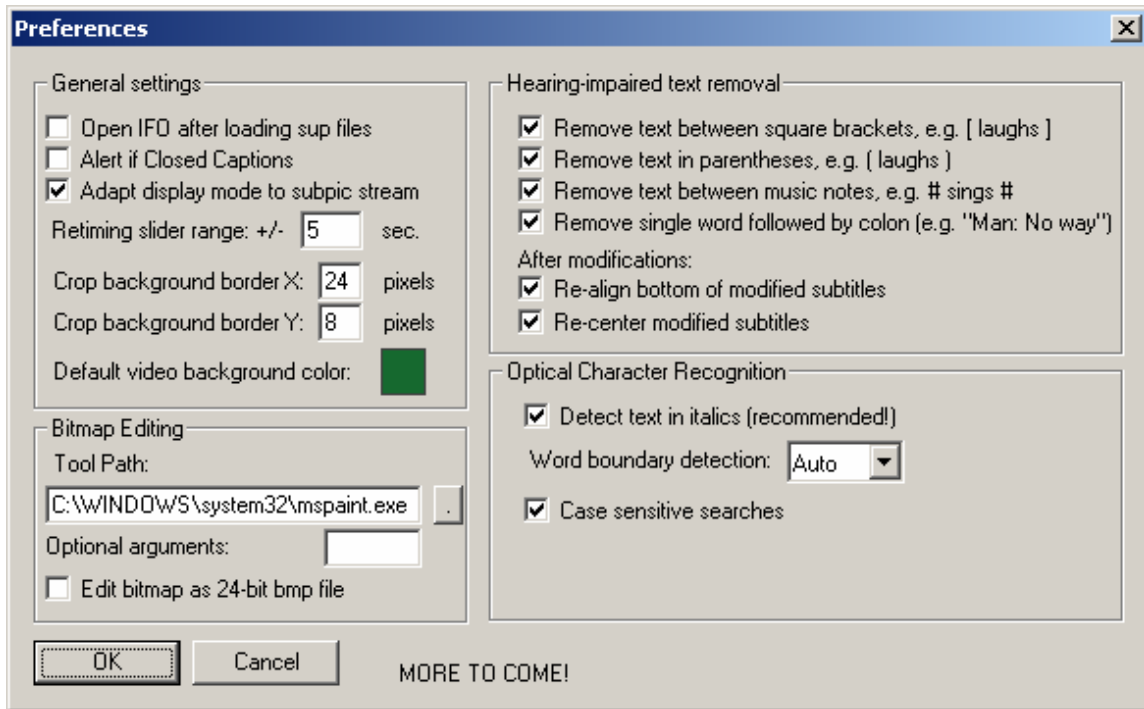 Preferences
General settings
Open IFO after loading sup files
Alert if Closed Captions
Adapt display mode to subpic stream
Retiming slider range: +/- 5 sec.
Crop background border X: 24 pixels
Crop background border Y: 8 pixels
Default video background color:
Bitmap Editing
Tool Path:
C:\WINDOWS\system32\mspaint.exe .
Optional arguments:
Edit bitmap as 24-bit bmp file
Hearing-impaired text removal
Remove text between square brackets, e.g. [ laughs ]
Remove text in parentheses, e.g. ( laughs )
Remove text between music notes, e.g. # sings #
Remove single word followed by colon (e.g. "Man: No way")
After modifications:
Re-align bottom of modified subtitles
Re-center modified subtitles
Optical Character Recognition
Detect text in italics (recommended!)
Word boundary detection: Auto
Case sensitive searches
OK Cancel MORE TO COME!